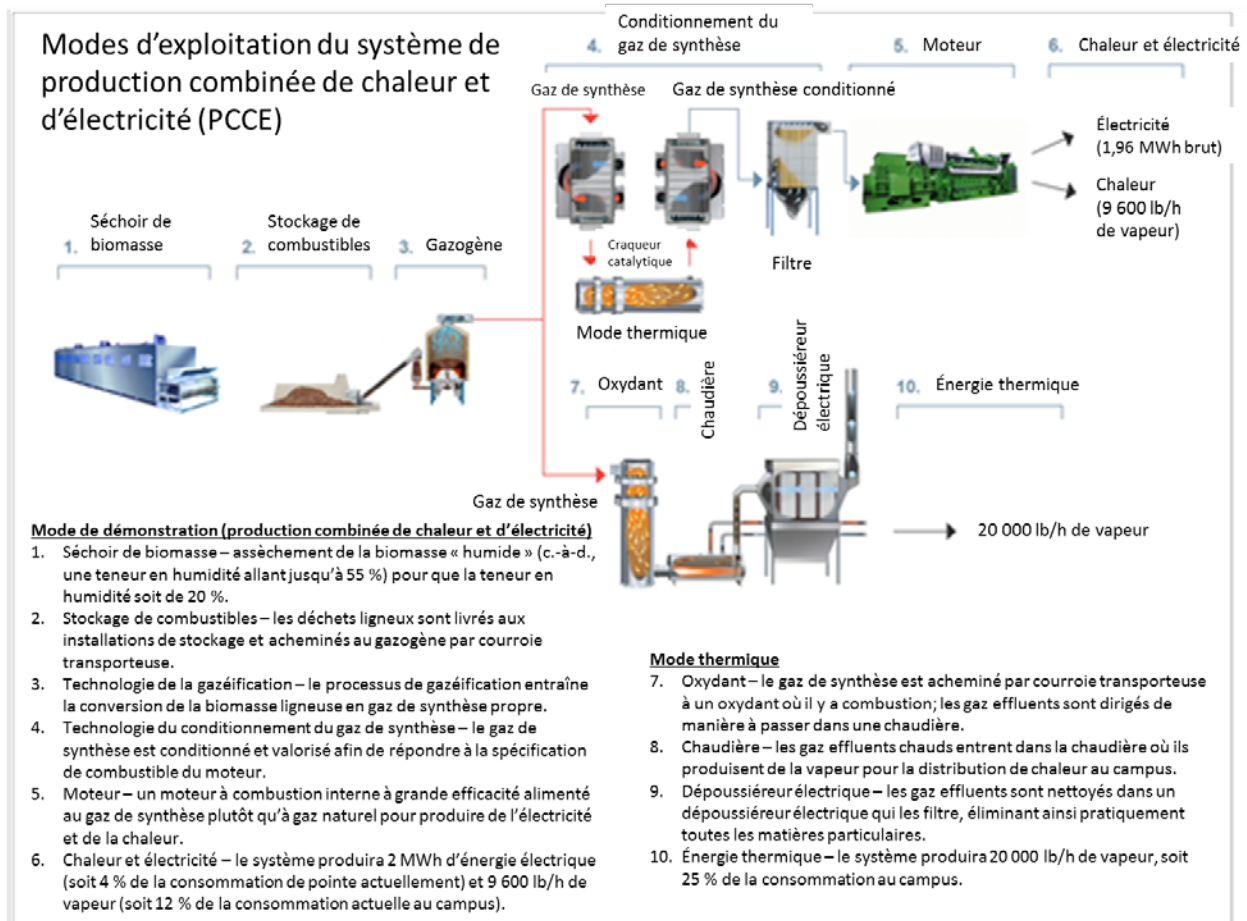 Modes d'exploitation du système de
production combinée de chaleur et
d'électricité (PCCE)
4. Conditionnement du
gaz de synthèse
5. Moteur
6. Chaleur et électricité
Gaz de synthèse
Gaz de synthèse conditionné
Électricité
(1,96 MWh brut)
Chaleur
(9 600 lb/h
de vapeur)
1. Séchoir de
biomasse
2. Stockage de
combustibles
3. Gazogène
Craqueur
catalytique
Filtre
Mode thermique
7. Oxydant
8. Chaudière
9. Dépoussiéreur
électrique
10. Énergie thermique
Gaz de synthèse
20 000 lb/h de vapeur
Mode de démonstration (production combinée de chaleur et d'électricité)
1. Séchoir de biomasse – assèchement de la biomasse « humide » (c.-à-d.,
une teneur en humidité allant jusqu'à 55 %) pour que la teneur en
humidité soit de 20 %.
2. Stockage de combustibles – les déchets ligneux sont livrés aux
installations de stockage et acheminés au gazogène par courroie
transporteuse.
3. Technologie de la gazéification – le processus de gazéification entraîne
la conversion de la biomasse ligneuse en gaz de synthèse propre.
4. Technologie du conditionnement du gaz de synthèse – le gaz de
synthèse est conditionné et valorisé afin de répondre à la spécification
de combustible du moteur.
5. Moteur – un moteur à combustion interne à grande efficacité alimenté
au gaz de synthèse plutôt qu'à gaz naturel pour produire de l'électricité
et de la chaleur.
6. Chaleur et électricité – le système produira 2 MWh d'énergie électrique
(soit 4 % de la consommation de pointe actuellement) et 9 600 lb/h de
vapeur (soit 12 % de la consommation actuelle au campus).
Mode thermique
7. Oxydant – le gaz de synthèse est acheminé par courroie transporteuse
à un oxydant où il y a combustion; les gaz effluents sont dirigés de
manière à passer dans une chaudière.
8. Chaudière – les gaz effluents chauds entrent dans la chaudière où ils
produisent de la vapeur pour la distribution de chaleur au campus.
9. Dépoussiéreur électrique – les gaz effluents sont nettoyés dans un
dépoussiéreur électrique qui les filtre, éliminant ainsi pratiquement
toutes les matières particulaires.
10. Énergie thermique – le système produira 20 000 lb/h de vapeur, soit
25 % de la consommation au campus.